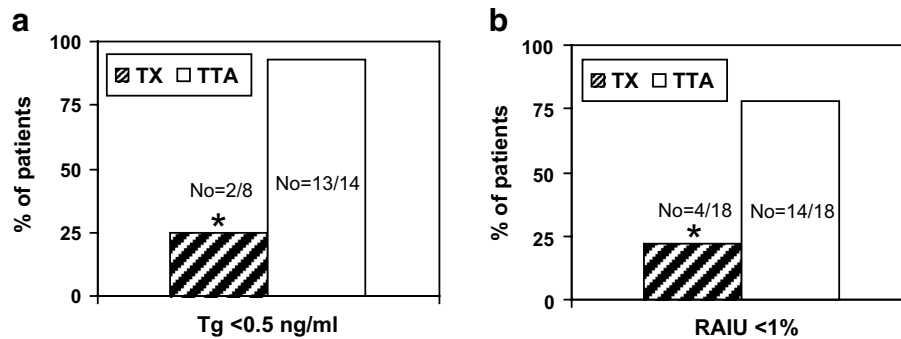 a
100
75
50
25
0
% of patients
TX TTA
No=2/8
*
No=13/14
Tg <0.5 ng/ml
b
100
75
50
25
0
% of patients
TX TTA
No=4/18
*
No=14/18
RAIU <1%